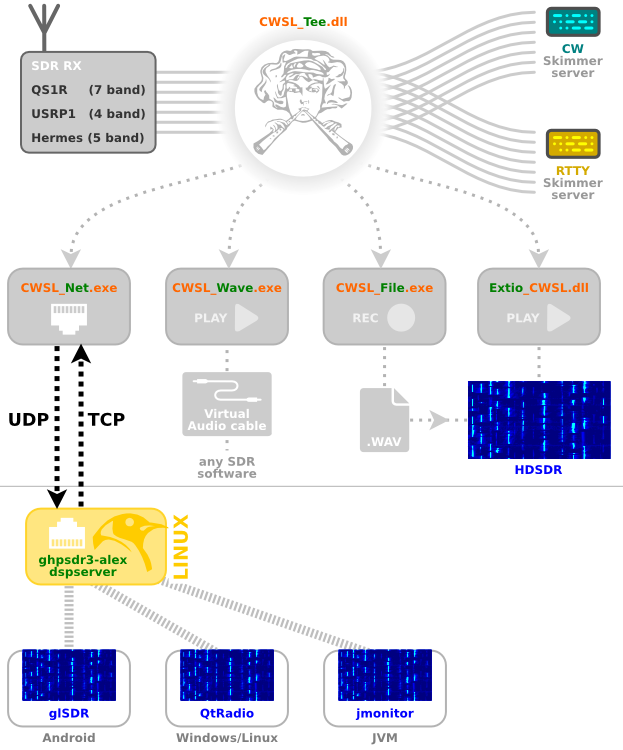 CWSL_Tee.dll
SDR RX
QS1R (7 band)
USRP1 (4 band)
Hermes (5 band)
CW
Skimmer
server
RTTY
Skimmer
server
CWSL_Net.exe
CWSL_Wave.exe
PLAY
CWSL_File.exe
REC
Extio_CWSL.dll
PLAY
UDP
TCP
Virtual
Audio cable
any SDR
software
.WAV
HDSDR
ghpsdr3-alex
dspserver
LINUX
glSDR
Android
QtRadio
Windows/Linux
jmonitor
JVM